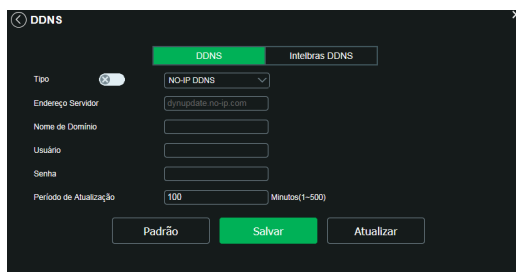 DDNS
DDNS Intelbras DDNS
Tipo NO-IP DDNS
Endereço Servidor dynupdate.no-ip.com
Nome de Domínio
Usuário
Senha
Período de Atualização 100 Minutos(1~500)
Padrão Salvar Atualizar